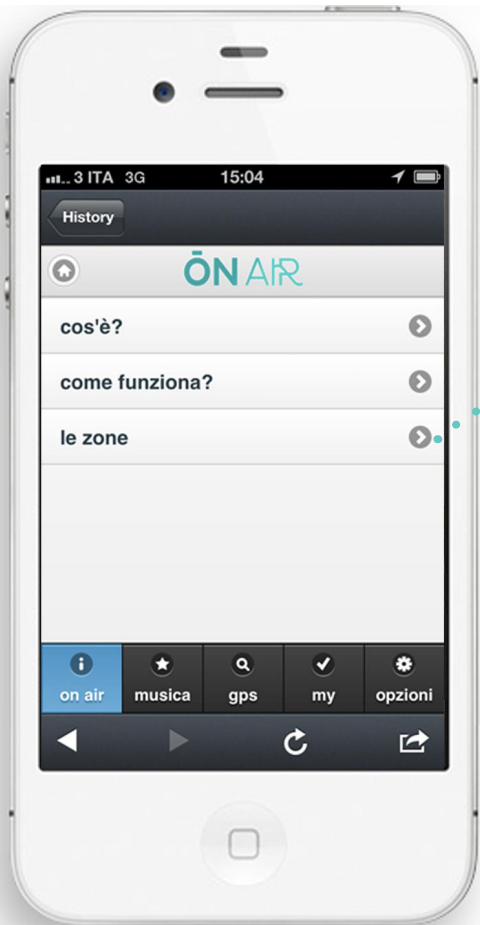 3 ITA 3G 15:04
History
ŌN AIR
cos'è?
come funziona?
le zone
on air musica gps my opzioni